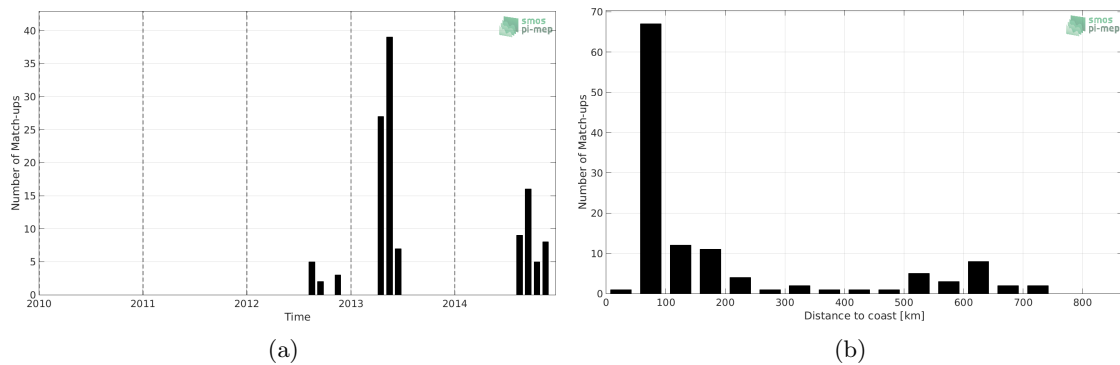 smos
pi-mep
40
35
30
25
20
15
10
5
0
Number of Match-ups
2010 2011 2012 2013 2014
Time
(a)
smos
pi-mep
70
60
50
40
30
20
10
0
Number of Match-ups
0 100 200 300 400 500 600 700 800
Distance to coast [km]
(b)